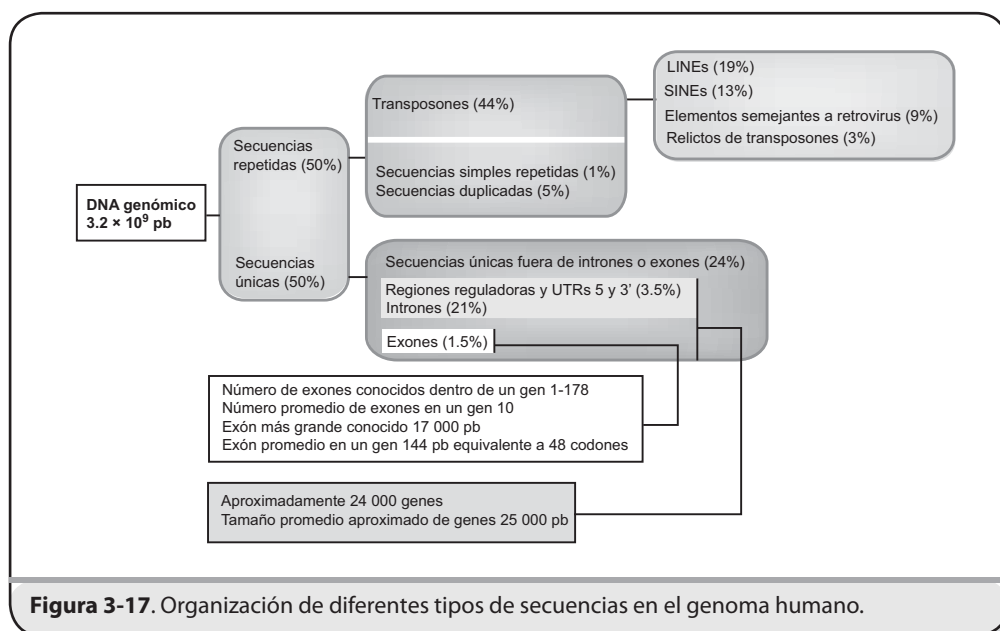 DNA genómico
3.2 × 10⁹ pb
Secuencias
repetidas (50%)
Secuencias
únicas (50%)
Transposones (44%)
Secuencias simples repetidas (1%)
Secuencias duplicadas (5%)
LINEs (19%)
SINEs (13%)
Elementos semejantes a retrovirus (9%)
Relictos de transposones (3%)
Secuencias únicas fuera de intrones o exones (24%)
Regiones reguladoras y UTRs 5 y 3’ (3.5%)
Intrones (21%)
Exones (1.5%)
Número de exones conocidos dentro de un gen 1-178
Número promedio de exones en un gen 10
Exón más grande conocido 17 000 pb
Exón promedio en un gen 144 pb equivalente a 48 codones
Aproximadamente 24 000 genes
Tamaño promedio aproximado de genes 25 000 pb
Figura 3-17. Organización de diferentes tipos de secuencias en el genoma humano.